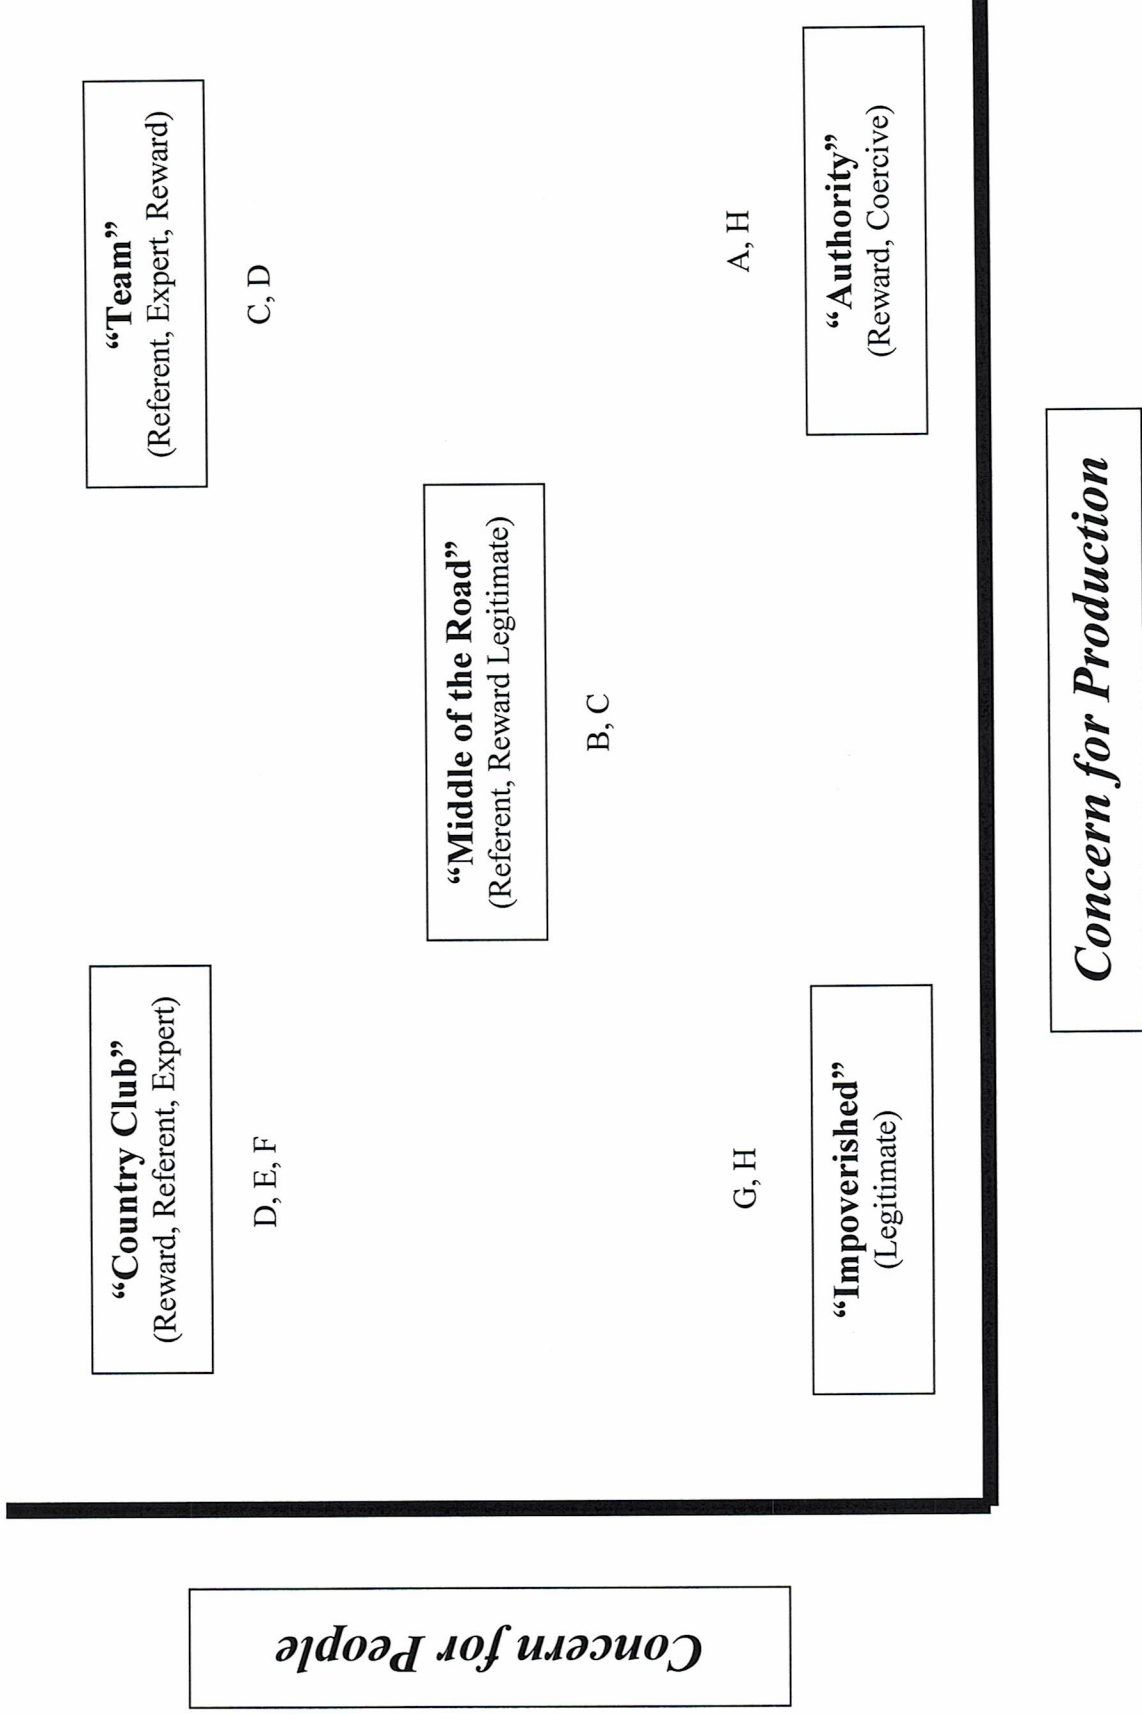 “Country Club”
(Reward, Referent, Expert)
D, E, F
“Team”
(Referent, Expert, Reward)
C, D
“Middle of the Road”
(Referent, Reward Legitimate)
B, C
G, H
“Impoverished”
(Legitimate)
A, H
“Authority”
(Reward, Coercive)
Concern for People
Concern for Production